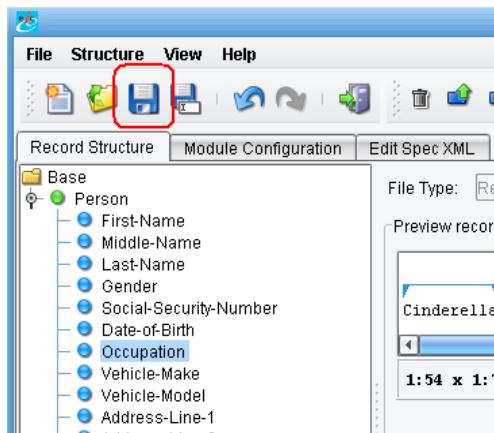 File Structure View Help
Record Structure Module Configuration Edit Spec XML
Base
Person
First-Name
Middle-Name
Last-Name
Gender
Social-Security-Number
Date-of-Birth
Occupation
Vehicle-Make
Vehicle-Model
Address-Line-1
File Type:
Preview recor
Cinderella
1:54 x 1: